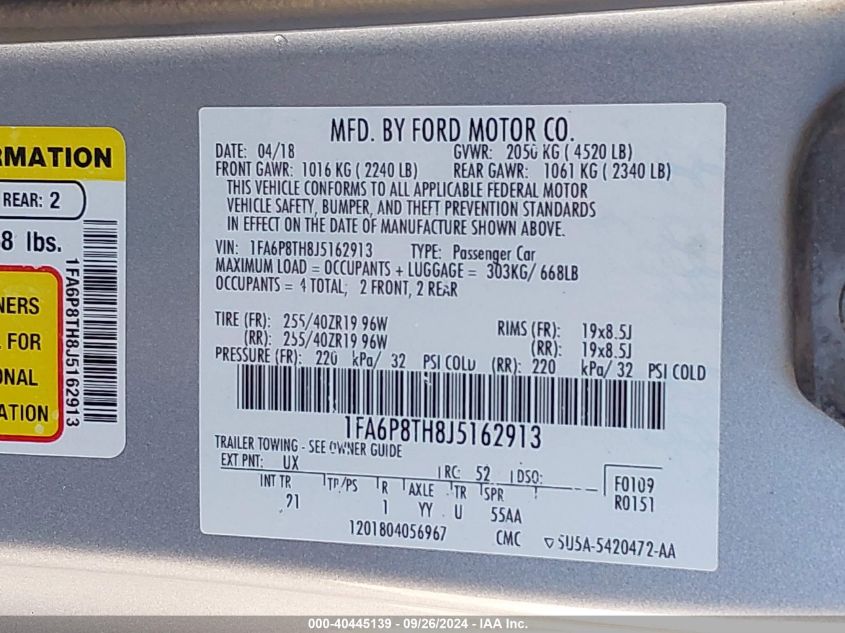 MFD. BY FORD MOTOR CO.
DATE: 04/18 GVWR: 2050 KG ( 4520 LB)
FRONT GAWR: 1016 KG ( 2240 LB) REAR GAWR: 1061 KG ( 2340 LB)
THIS VEHICLE CONFORMS TO ALL APPLICABLE FEDERAL MOTOR
VEHICLE SAFETY, BUMPER, AND THEFT PREVENTION STANDARDS
IN EFFECT ON THE DATE OF MANUFACTURE SHOWN ABOVE.
VIN: 1FA6P8TH8J5162913 TYPE: Passenger Car
MAXIMUM LOAD = OCCUPANTS + LUGGAGE = 303KG/ 668LB
OCCUPANTS = 4 TOTAL; 2 FRONT, 2 REAR
TIRE (FR): 255/40ZR19 96W RIMS (FR): 19x8.5J
(RR): 255/40ZR19 96W (RR): 19x8.5J
PRESSURE (FR): 220 kPa/ 32 PSI COLD (RR): 220 kPa/ 32 PSI COLD
1FA6P8TH8J5162913
TRAILER TOWING - SEE OWNER GUIDE
EXT PNT: UX RC: 52 DSO: F0109
R0151
INT TR TP/PS R AXLE TR SPR
21 1 YY U 55AA
1201804056967 CMC 5U5A-5420472-AA
RMATION
REAR: 2
8 lbs.
NERS
FOR
ONAL
ATION
1FA6P8TH8J5162913
000-40445139 - 09/26/2024 - IAA Inc.